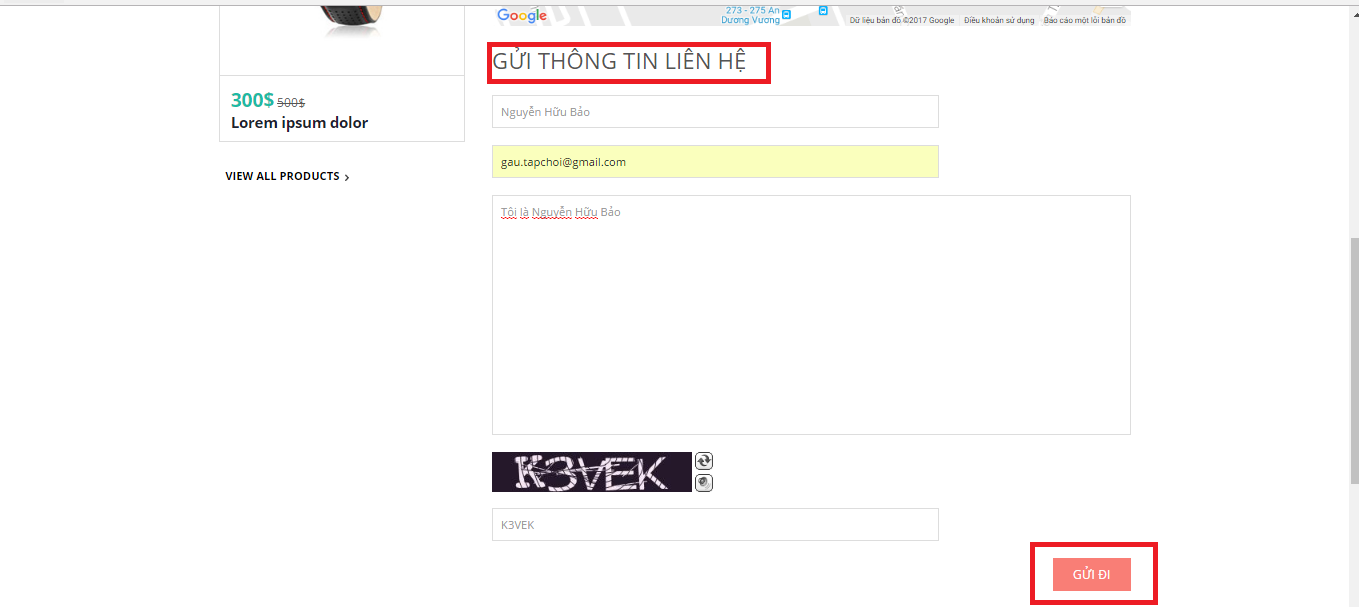 Google
273 - 275 An
Dương Vương
Dữ liệu bản đồ ©2017 Google
Điều khoản sử dụng
Báo cáo một lỗi bản đồ
300$ 500$
Lorem ipsum dolor
VIEW ALL PRODUCTS ›
GỬI THÔNG TIN LIÊN HỆ
Nguyễn Hữu Bảo
gau.tapchoi@gmail.com
Tôi là Nguyễn Hữu Bảo
K3VEK
K3VEK
GỬI ĐI